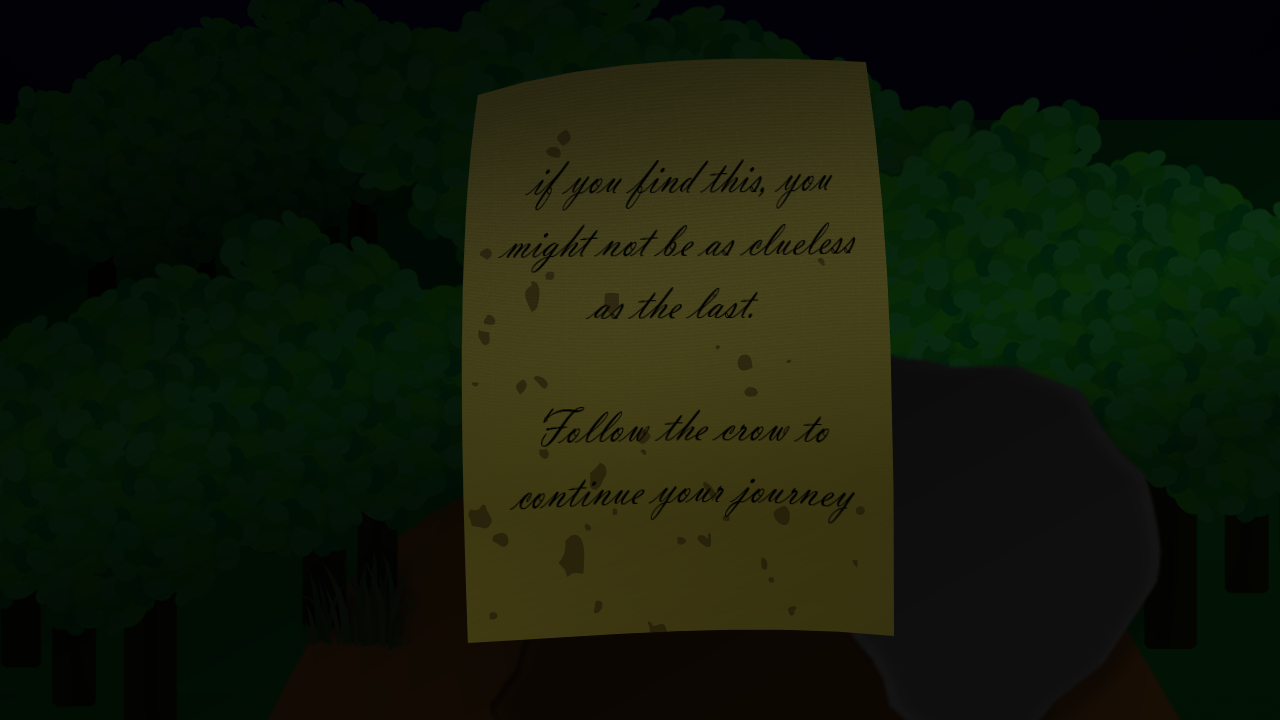 if you find this, you
might not be as clueless
as the last.
Follow the crow to
continue your journey